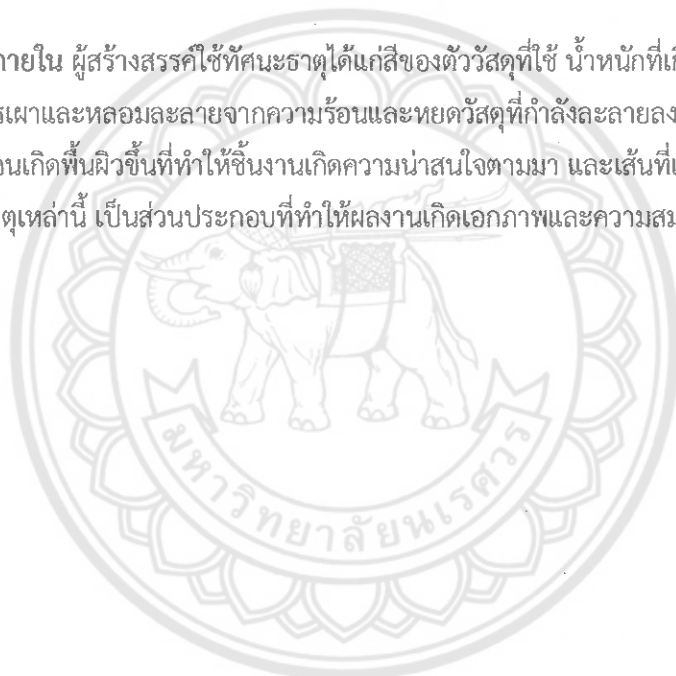 ภายใน ผู้สร้างสรรค์ใช้ทัศนะธาตุได้แก่สีของตัววัสดุที่ใช้ น้ำหนักที่เกิ
รเผาและหลอมละลายจากความร้อนและหยดวัสดุที่กำลังละลายลง
อนเกิดพื้นผิวขึ้นที่ทำให้ชิ้นงานเกิดความน่าสนใจตามมา และเส้นที่เ
ตุเหล่านี้ เป็นส่วนประกอบที่ทำให้ผลงานเกิดเอกภาพและความสม
มหาวิทยาลัยนเรศวร